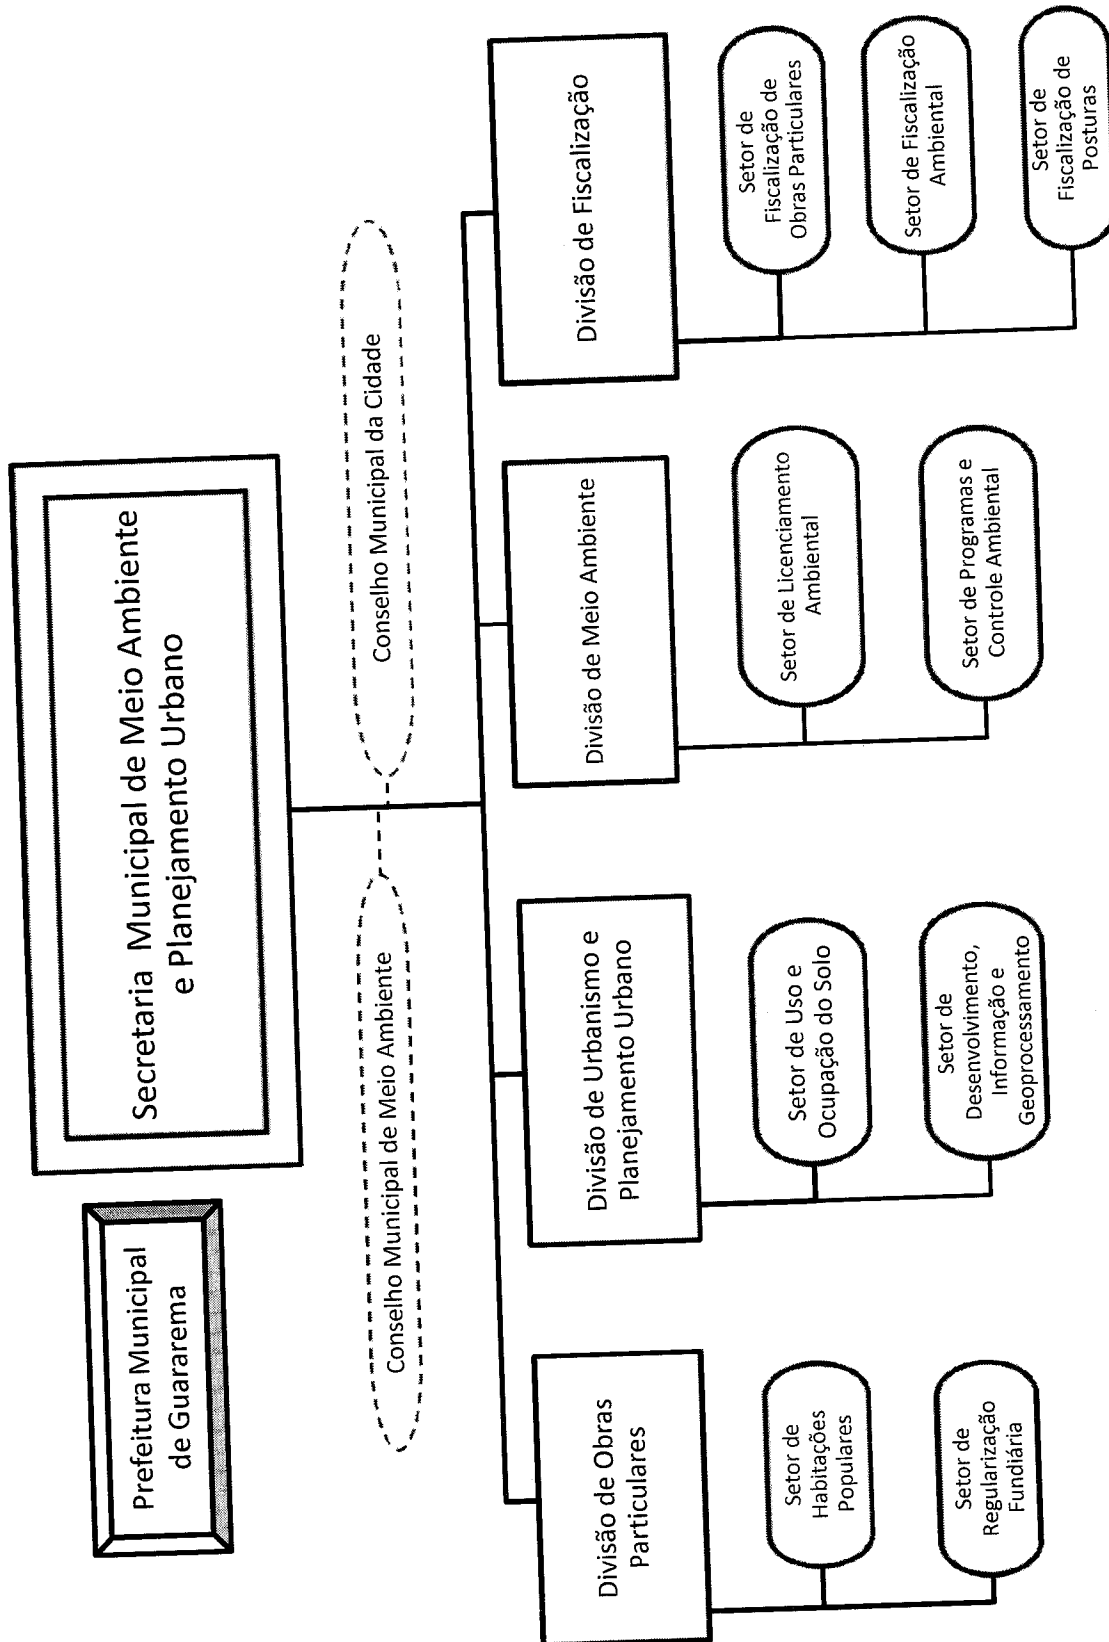 Prefeitura Municipal
de Guararema
Secretaria Municipal de Meio Ambiente
e Planejamento Urbano
Conselho Municipal de Meio Ambiente
Conselho Municipal da Cidade
Divisão de Obras
Particulares
Setor de
Habitações
Populares
Setor de
Regularização
Fundiária
Divisão de Urbanismo e
Planejamento Urbano
Setor de Uso e
Ocupação do Solo
Setor de
Desenvolvimento,
Informação e
Geoprocessamento
Divisão de Meio Ambiente
Setor de Licenciamento
Ambiental
Setor de Programas e
Controle Ambiental
Divisão de Fiscalização
Setor de
Fiscalização de
Obras Particulares
Setor de Fiscalização
Ambiental
Setor de
Fiscalização de
Posturas